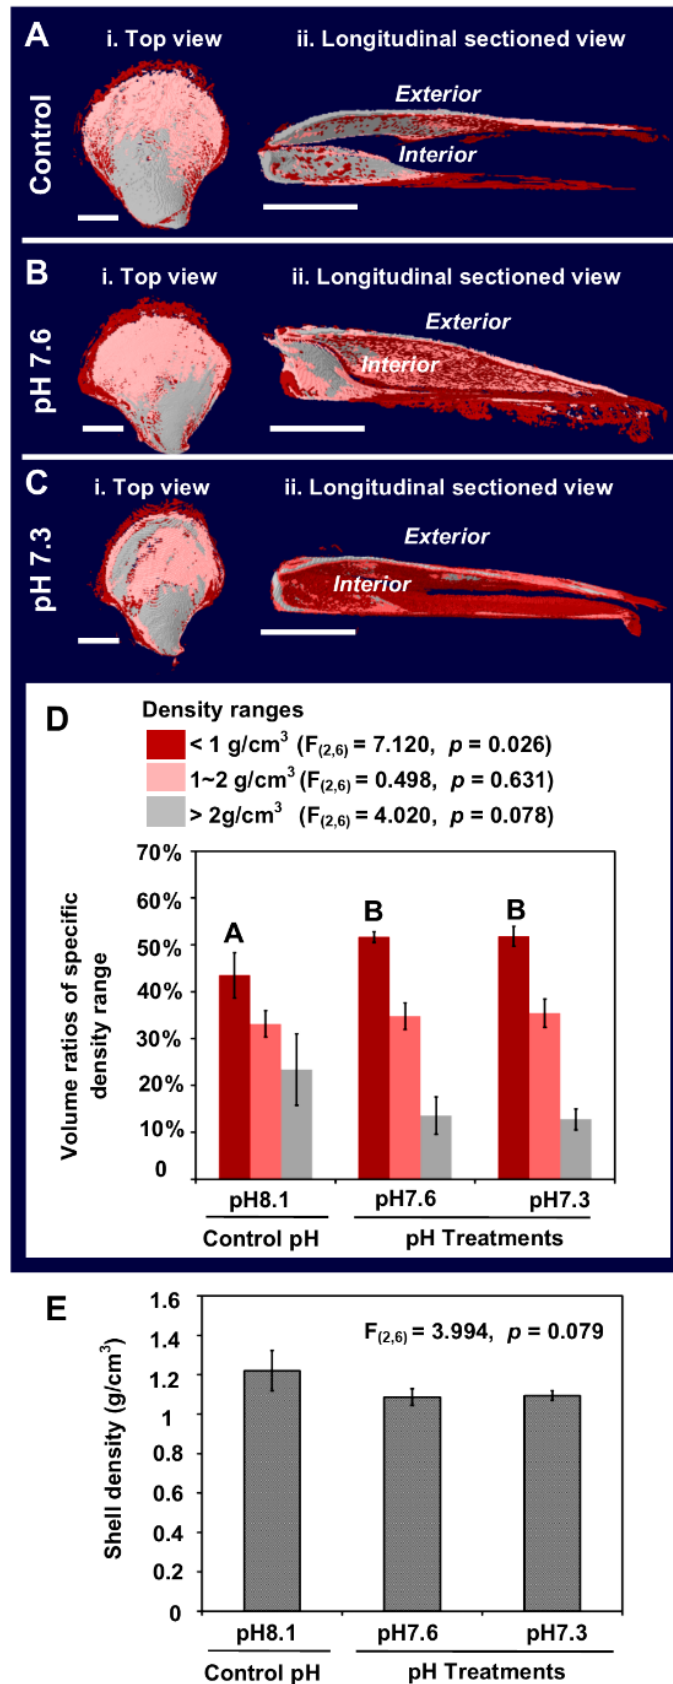 A
i. Top view
ii. Longitudinal sectioned view
Control
Exterior
Interior
B
i. Top view
ii. Longitudinal sectioned view
pH 7.6
Exterior
Interior
C
i. Top view
ii. Longitudinal sectioned view
pH 7.3
Exterior
Interior
D
Density ranges
< 1 g/cm³ (F(2,6) = 7.120, p = 0.026)
1~2 g/cm³ (F(2,6) = 0.498, p = 0.631)
> 2g/cm³ (F(2,6) = 4.020, p = 0.078)
Volume ratios of specific
density range
70%
60%
50%
40%
30%
20%
10%
0
A
B
B
pH8.1
pH7.6
pH7.3
Control pH
pH Treatments
E
Shell density (g/cm³)
1.6
1.4
1.2
1
0.8
0.6
0.4
0.2
0
F(2,6) = 3.994, p = 0.079
pH8.1
pH7.6
pH7.3
Control pH
pH Treatments